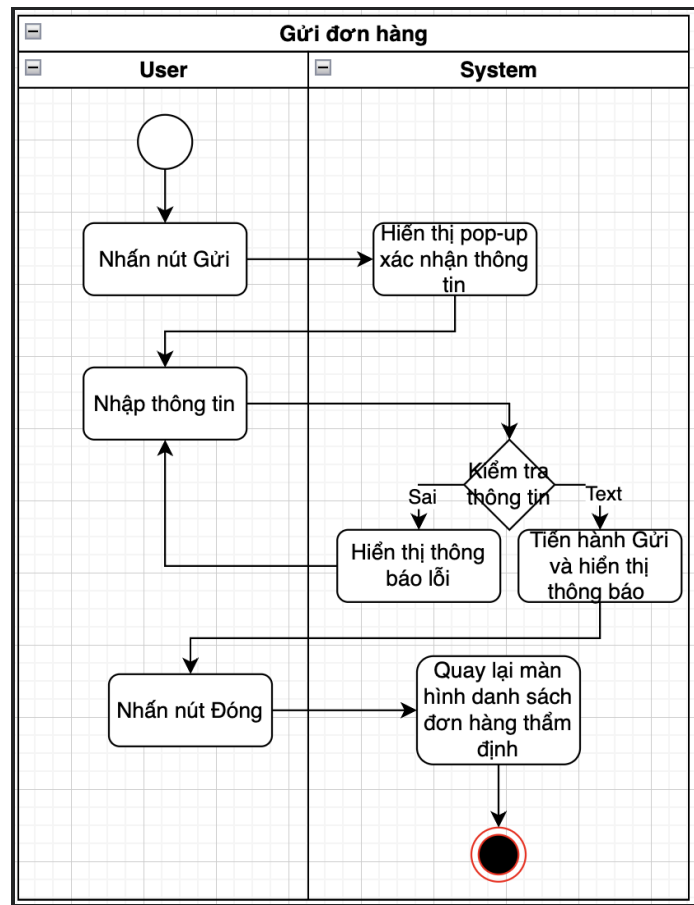 Gửi đơn hàng
User
System
Nhấn nút Gửi
Hiển thị pop-up
xác nhận thông
tin
Nhập thông tin
Kiểm tra
thông tin
Sai
Text
Hiển thị thông
báo lỗi
Tiến hành Gửi
và hiển thị
thông báo
Nhấn nút Đóng
Quay lại màn
hình danh sách
đơn hàng thẩm
định